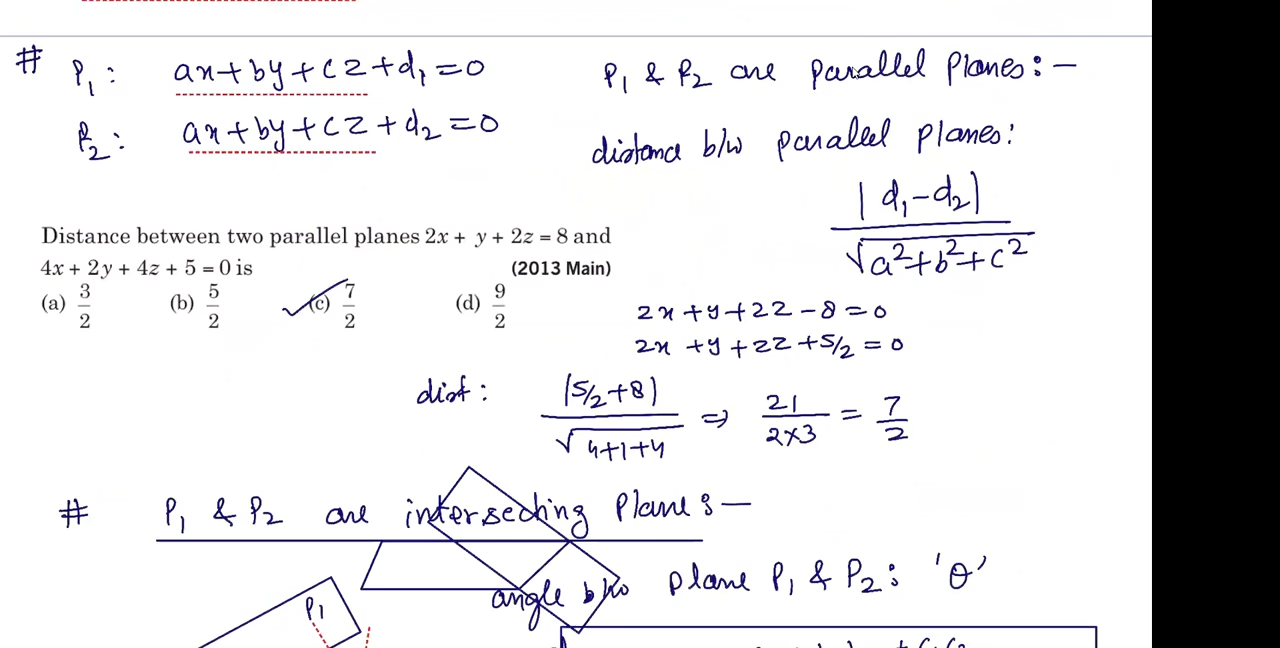 # P₁ : ax+by+cz+d₁=0 P₁ & P₂ are parallel planes:-
P₂ : ax+by+cz+d₂=0
distance b/w parallel planes:
|d₁-d₂|
√a²+b²+c²
Distance between two parallel planes 2x + y + 2z = 8 and
4x + 2y + 4z + 5 = 0 is (2013 Main)
(a) 3/2 (b) 5/2 (c) 7/2 (d) 9/2
2x+y+2z-8=0
2x+y+2z+5/2=0
dist : |5/2+8| / √4+1+4 ⇒ 21/2×3 = 7/2
# P₁ & P₂ are intersecting planes-
angle b/w plane P₁ & P₂: 'θ'
P₁